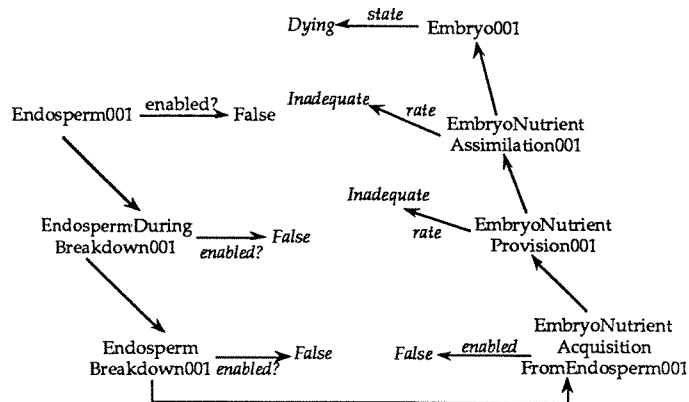 Dying
state
Embryo001
Inadequate
rate
Endosperm001
enabled?
False
EmbryoNutrient
Assimilation001
Inadequate
rate
EndospermDuring
Breakdown001
enabled?
False
EmbryoNutrient
Provision001
Endosperm
Breakdown001
enabled?
False
False
enabled
EmbryoNutrient
Acquisition
FromEndosperm001